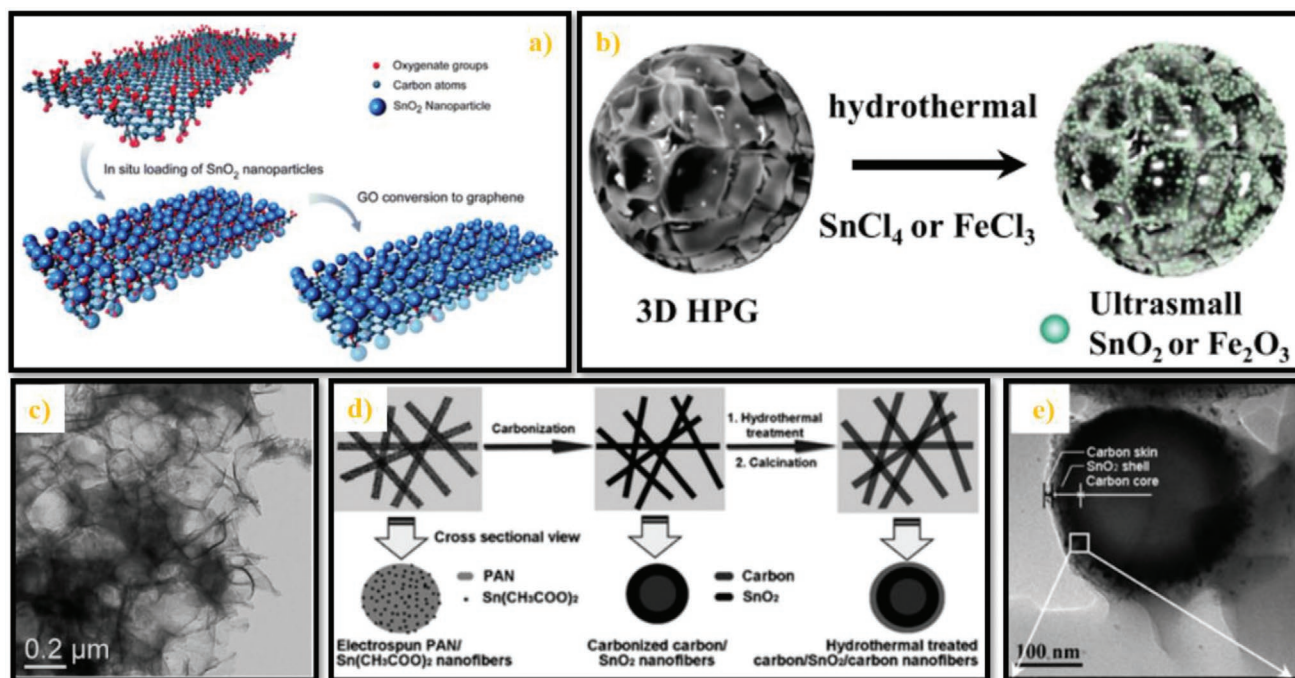 a)
Oxygenate groups
Carbon atoms
SnO₂ Nanoparticle
In situ loading of SnO₂ nanoparticles
GO conversion to graphene
b)
hydrothermal
SnCl₄ or FeCl₃
3D HPG
Ultrasmall
SnO₂ or Fe₂O₃
c)
0.2 μm
d)
Carbonization
1. Hydrothermal
treatment
2. Calcination
Cross sectional view
PAN
Sn(CH₃COO)₂
Carbon
SnO₂
Electrospun PAN/
Sn(CH₃COO)₂ nanofibers
Carbonized carbon/
SnO₂ nanofibers
Hydrothermal treated
carbon/SnO₂/carbon nanofibers
e)
Carbon skin
SnO₂ shell
Carbon core
100 nm